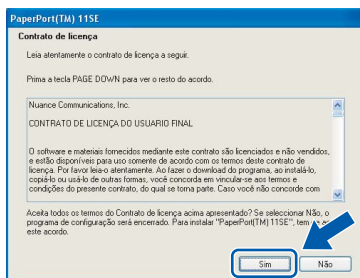 PaperPort(TM) 11SE
Contrato de licença
Leia atentamente o contrato de licença a seguir.
Prima a tecla PAGE DOWN para ver o resto do acordo.
Nuance Communications, Inc.
CONTRATO DE LICENÇA DO USUARIO FINAL
O software e materiais fornecidos mediante este contrato são licenciados e não vendidos,
e estão disponíveis para uso somente de acordo com os termos deste contrato de
licença. Por favor leia-o atentamente. Ao fazer o download do programa, ao instalá-lo,
copiá-lo ou usá-lo de outras formas, você concorda em vincular-se aos termos e
condições do presente contrato, do qual se torna parte. Caso você não concorde com
Aceita todos os termos do Contrato de licença acima apresentado? Se seleccionar Não, o
programa de configuração será encerrado. Para instalar "PaperPort(TM) 11SE", tem
este acordo.
Sim
Não